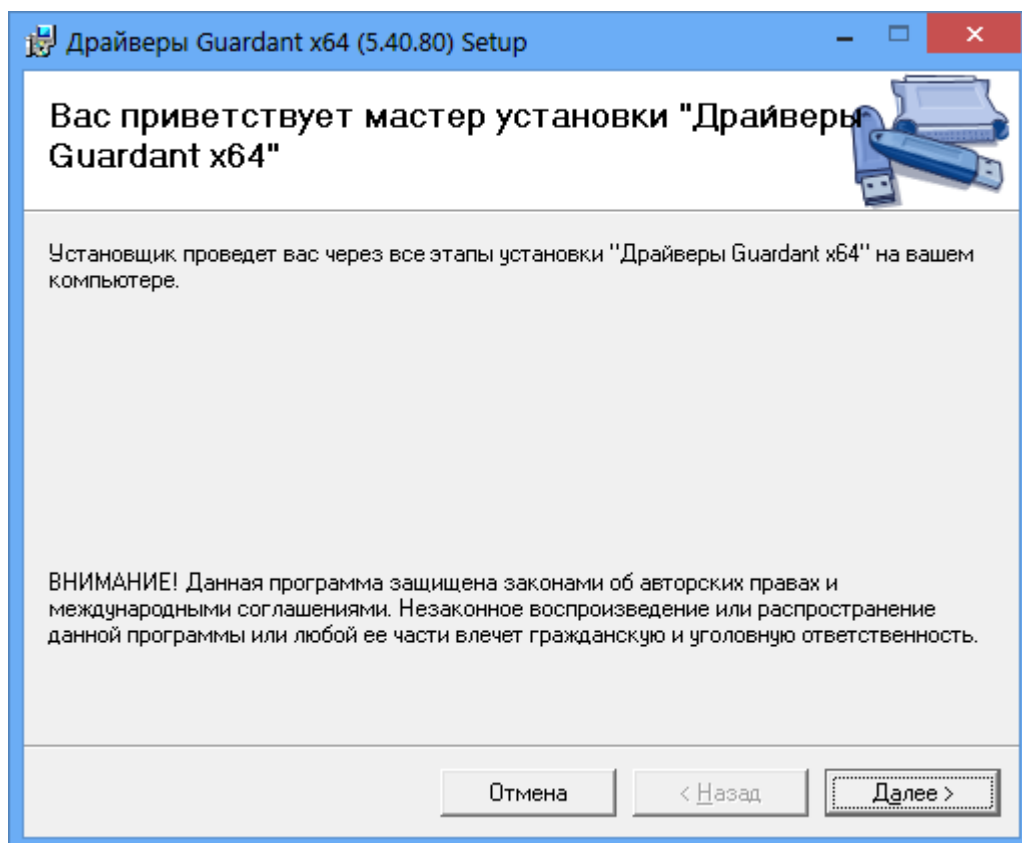 Драйверы Guardant x64 (5.40.80) Setup
Вас приветствует мастер установки "Драйверы
Guardant x64"
Установщик проведет вас через все этапы установки "Драйверы Guardant x64" на вашем
компьютере.
ВНИМАНИЕ! Данная программа защищена законами об авторских правах и
международными соглашениями. Незаконное воспроизведение или распространение
данной программы или любой ее части влечет гражданскую и уголовную ответственность.
Отмена < Назад Далее >